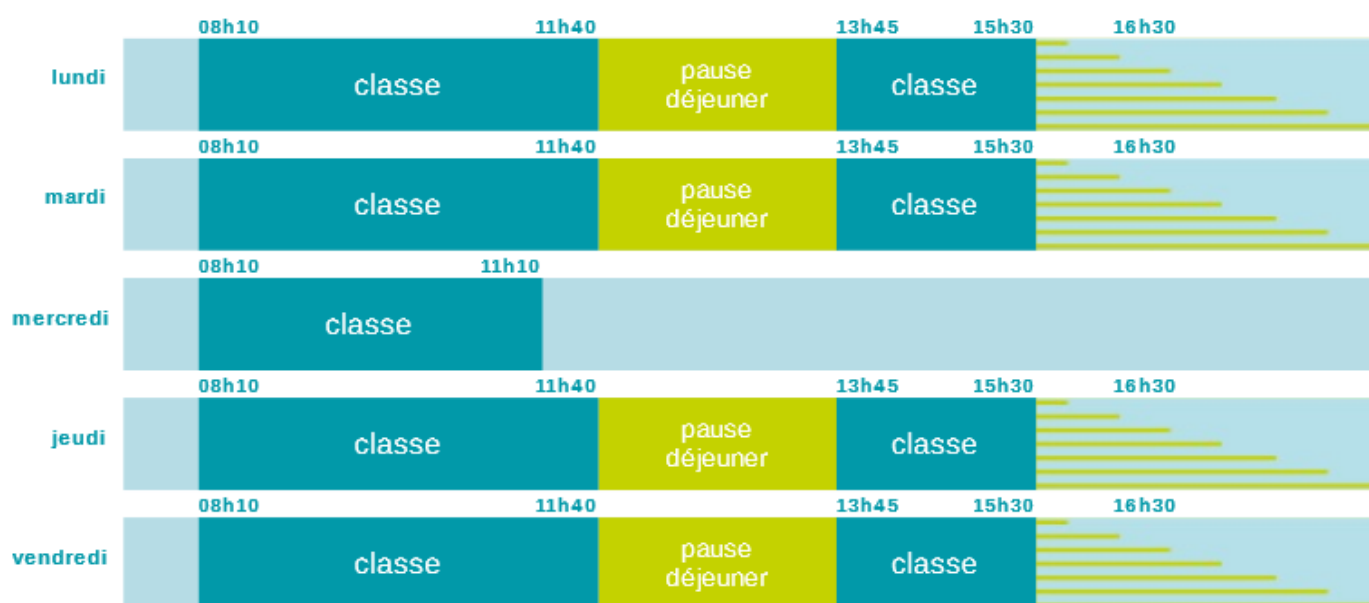 08h10 11h40 13h45 15h30 16h30
lundi classe pause déjeuner classe
08h10 11h40 13h45 15h30 16h30
mardi classe pause déjeuner classe
08h10 11h10
mercredi classe
08h10 11h40 13h45 15h30 16h30
jeudi classe pause déjeuner classe
08h10 11h40 13h45 15h30 16h30
vendredi classe pause déjeuner classe